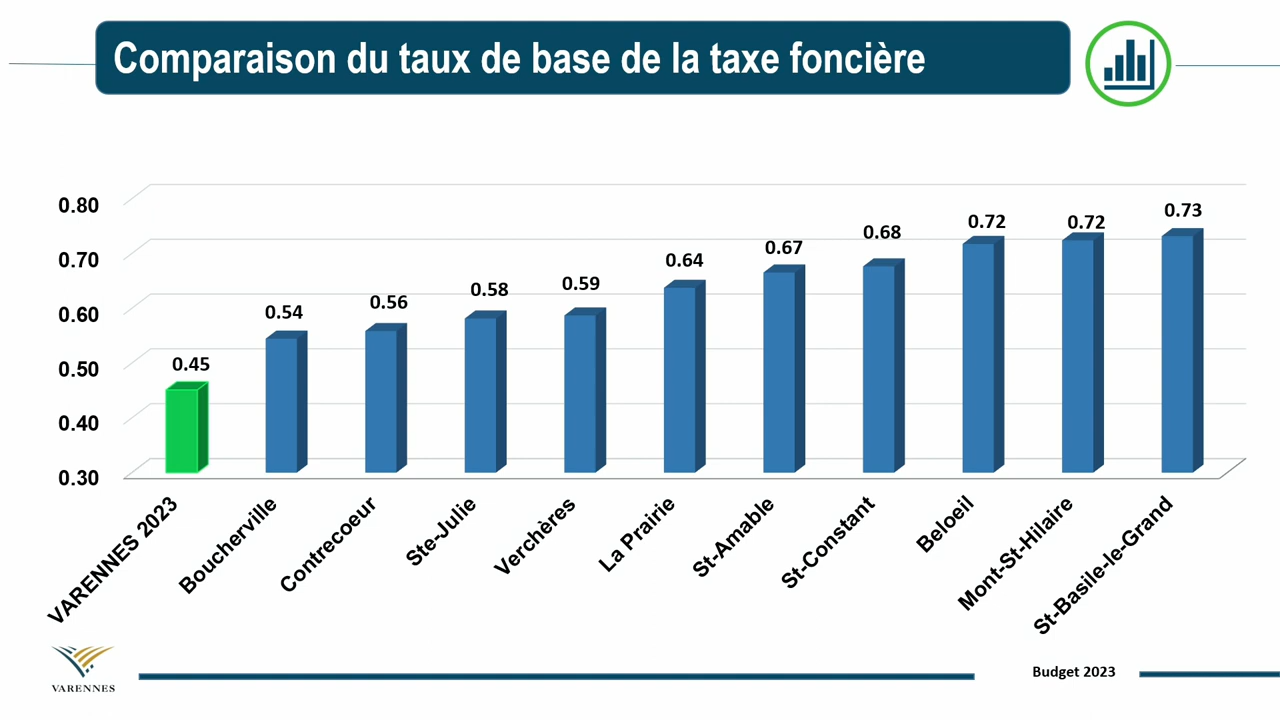 Comparaison du taux de base de la taxe foncière
0.80
0.70
0.60
0.50
0.40
0.30
0.45
0.54
0.56
0.58
0.59
0.64
0.67
0.68
0.72
0.72
0.73
VARENNES 2023
Boucherville
Contrecoeur
Ste-Julie
Verchères
La Prairie
St-Amable
St-Constant
Beloeil
Mont-St-Hilaire
St-Basile-le-Grand
VARENNES
Budget 2023